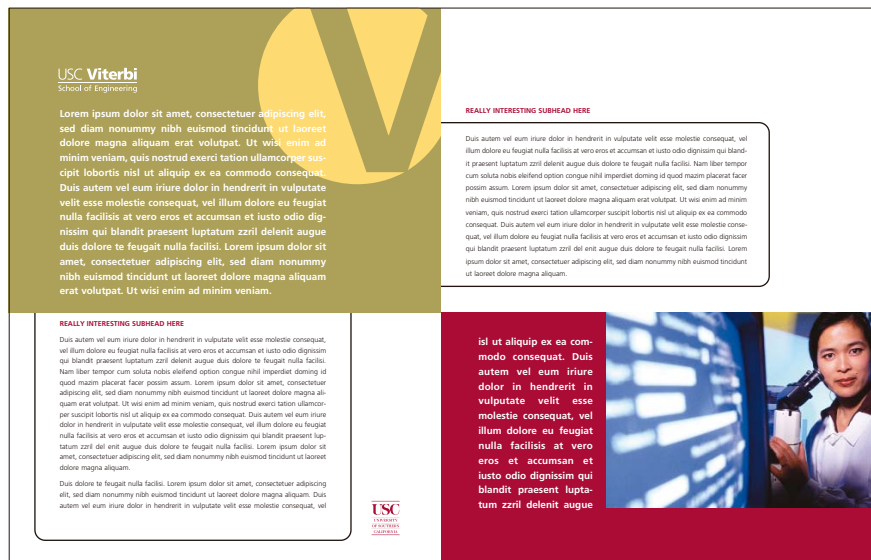 USC Viterbi
School of Engineering
Lorem ipsum dolor sit amet, consectetuer adipiscing elit,
sed diam nonummy nibh euismod tincidunt ut laoreet
dolore magna aliquam erat volutpat. Ut wisi enim ad
minim veniam, quis nostrud exerci tation ullamcorper sus-
cipit lobortis nisl ut aliquip ex ea commodo consequat.
Duis autem vel eum iriure dolor in hendrerit in vulputate
velit esse molestie consequat, vel illum dolore eu feugiat
nulla facilisis at vero eros et accumsan et iusto odio dig-
nissim qui blandit praesent luptatum zzril delenit augue
duis dolore te feugait nulla facilisi. Lorem ipsum dolor sit
amet, consectetuer adipiscing elit, sed diam nonummy
nibh euismod tincidunt ut laoreet dolore magna aliquam
erat volutpat. Ut wisi enim ad minim veniam.
REALLY INTERESTING SUBHEAD HERE
Duis autem vel eum iriure dolor in hendrerit in vulputate velit esse molestie consequat,
vel illum dolore eu feugiat nulla facilisis at vero eros et accumsan et iusto odio dignissim
qui blandit praesent luptatum zzril delenit augue duis dolore te feugait nulla facilisi.
Nam liber tempor cum soluta nobis eleifend option congue nihil imperdiet doming id
quod mazim placerat facer possim assum. Lorem ipsum dolor sit amet, consectetuer
adipiscing elit, sed diam nonummy nibh euismod tincidunt ut laoreet dolore magna ali-
quam erat volutpat. Ut wisi enim ad minim veniam, quis nostrud exerci tation ullamcor-
per suscipit lobortis nisl ut aliquip ex ea commodo consequat. Duis autem vel eum iriure
dolor in hendrerit in vulputate velit esse molestie consequat, vel illum dolore eu feugiat
nulla facilisis at vero eros et accumsan et iusto odio dignissim qui blandit praesent lup-
tatum zzril del enit augue duis dolore te feugait nulla facilisi. Lorem ipsum dolor sit
amet, consectetuer adipiscing elit, sed diam nonummy nibh euismod tincidunt ut laoreet
dolore magna aliquam.
Duis dolore te feugait nulla facilisi. Lorem ipsum dolor sit amet, consectetuer adipiscing
elit, sed diam nonummy nibh euismod tincidunt ut laoreet dolore magna aliquam. Duis
autem vel eum iriure dolor in hendrerit in vulputate velit esse molestie consequat, vel
USC
UNIVERSITY
OF SOUTHERN
CALIFORNIA
REALLY INTERESTING SUBHEAD HERE
Duis autem vel eum iriure dolor in hendrerit in vulputate velit esse molestie consequat, vel
illum dolore eu feugiat nulla facilisis at vero eros et accumsan et iusto odio dignissim qui bland-
it praesent luptatum zzril delenit augue duis dolore te feugait nulla facilisi. Nam liber tempor
cum soluta nobis eleifend option congue nihil imperdiet doming id quod mazim placerat facer
possim assum. Lorem ipsum dolor sit amet, consectetuer adipiscing elit, sed diam nonummy
nibh euismod tincidunt ut laoreet dolore magna aliquam erat volutpat. Ut wisi enim ad minim
veniam, quis nostrud exerci tation ullamcorper suscipit lobortis nisl ut aliquip ex ea commodo
consequat. Duis autem vel eum iriure dolor in hendrerit in vulputate velit esse molestie conse-
quat, vel illum dolore eu feugiat nulla facilisis at vero eros et accumsan et iusto odio dignissim
qui blandit praesent luptatum zzril del enit augue duis dolore te feugait nulla facilisi. Lorem
ipsum dolor sit amet, consectetuer adipiscing elit, sed diam nonummy nibh euismod tincidunt
ut laoreet dolore magna aliquam.
isl ut aliquip ex ea com-
modo consequat. Duis
autem vel eum iriure
dolor in hendrerit in
vulputate velit esse
molestie consequat, vel
illum dolore eu feugiat
nulla facilisis at vero
eros et accumsan et
iusto odio dignissim qui
blandit praesent lupta-
tum zzril delenit augue